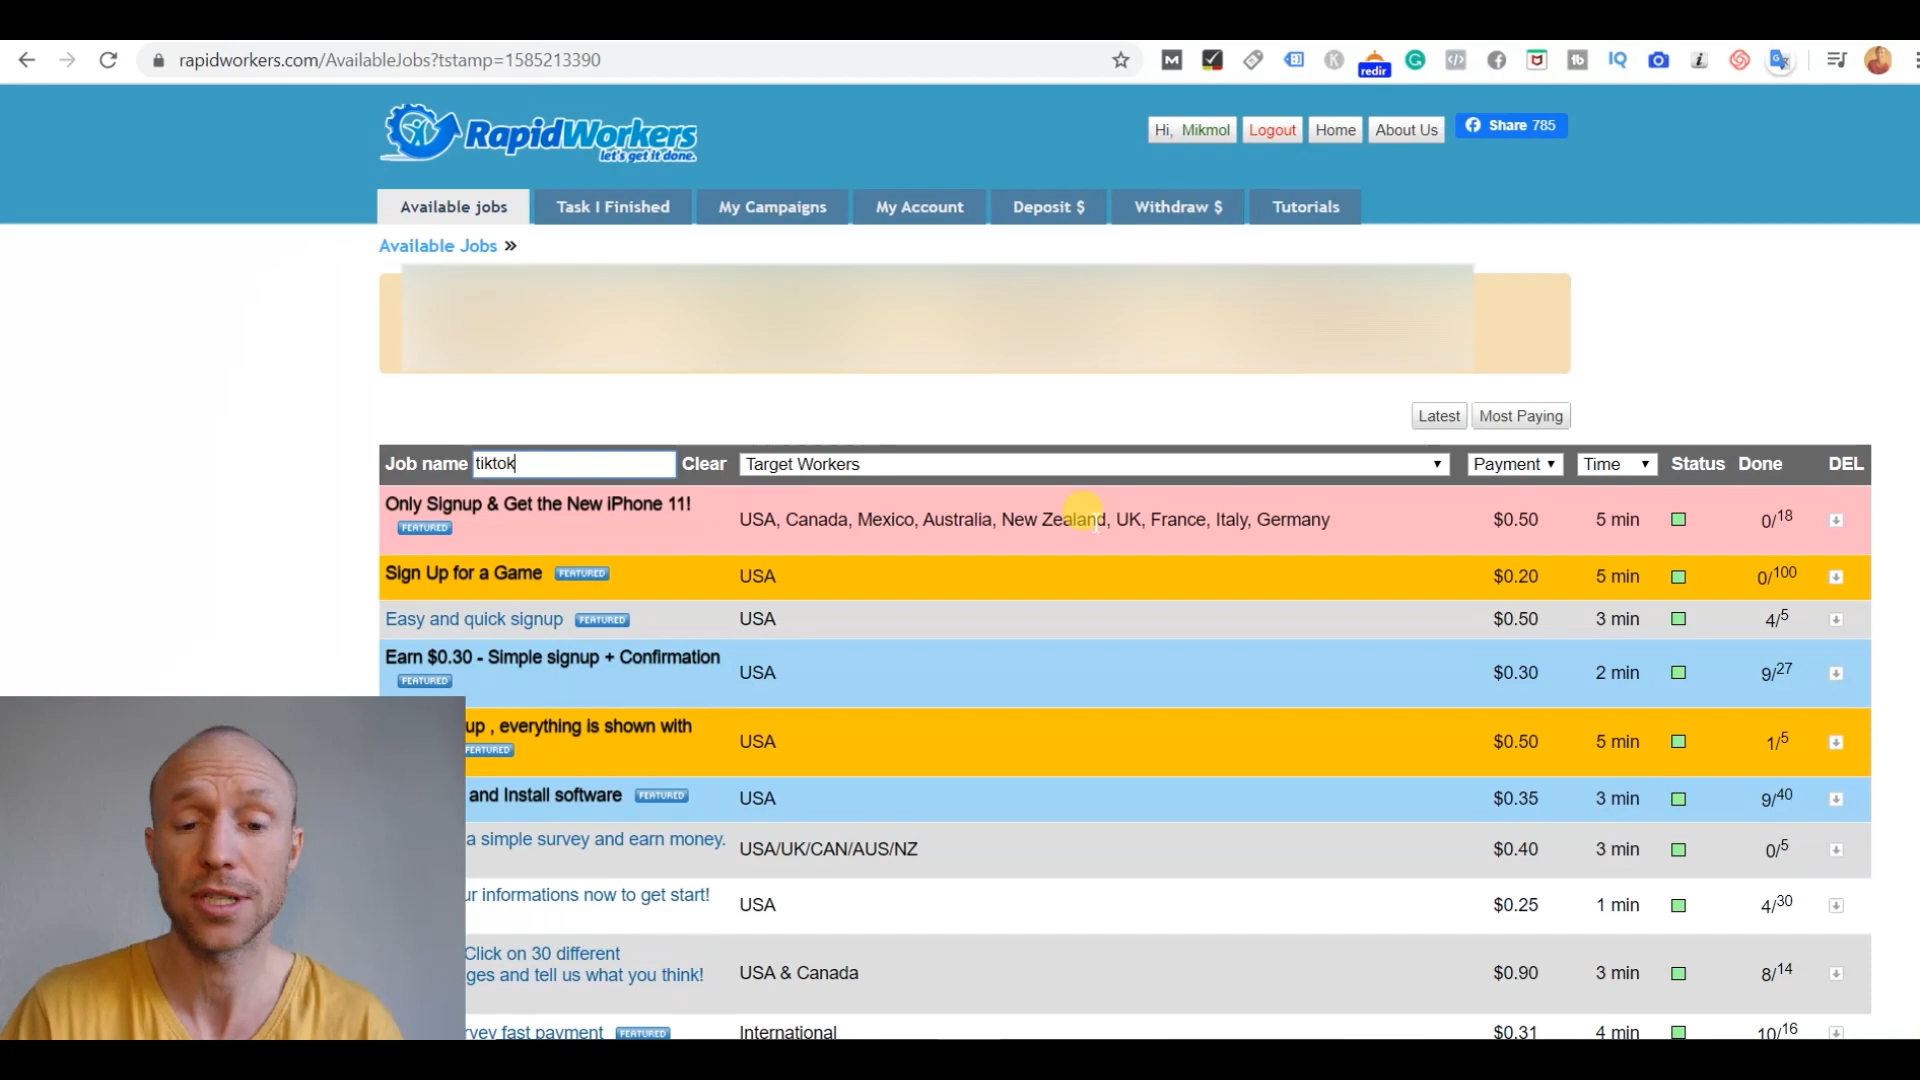 rapidworkers.com/AvailableJobs?tstamp=1585213390
redir
RapidWorkers
let's get it done.
Hi, Mikmol Logout Home About Us Share 785
Available jobs Task I Finished My Campaigns My Account Deposit $ Withdraw $ Tutorials
Available Jobs »
Latest Most Paying
Job name tiktok Clear Target Workers Payment Time Status Done DEL
Only Signup & Get the New iPhone 11!
FEATURED
USA, Canada, Mexico, Australia, New Zealand, UK, France, Italy, Germany $0.50 5 min 0/18
Sign Up for a Game FEATURED USA $0.20 5 min 0/100
Easy and quick signup FEATURED USA $0.50 3 min 4/5
Earn $0.30 - Simple signup + Confirmation
FEATURED
USA $0.30 2 min 9/27
up , everything is shown with
FEATURED
USA $0.50 5 min 1/5
and Install software FEATURED USA $0.35 3 min 9/40
a simple survey and earn money. USA/UK/CAN/AUS/NZ $0.40 3 min 0/5
informations now to get start! USA $0.25 1 min 4/30
Click on 30 different
ges and tell us what you think! USA & Canada $0.90 3 min 8/14
rvey fast payment FEATURED International $0.31 4 min 10/16